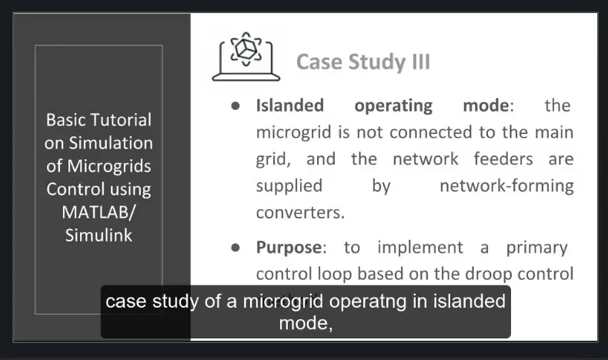 Basic Tutorial
on Simulation
of Microgrids
Control using
MATLAB/
Simulink
Case Study III
● Islanded operating mode: the
microgrid is not connected to the main
grid, and the network feeders are
supplied by network-forming
converters.
● Purpose: to implement a primary
control loop based on the droop control
case study of a microgrid operatng in islanded
mode,